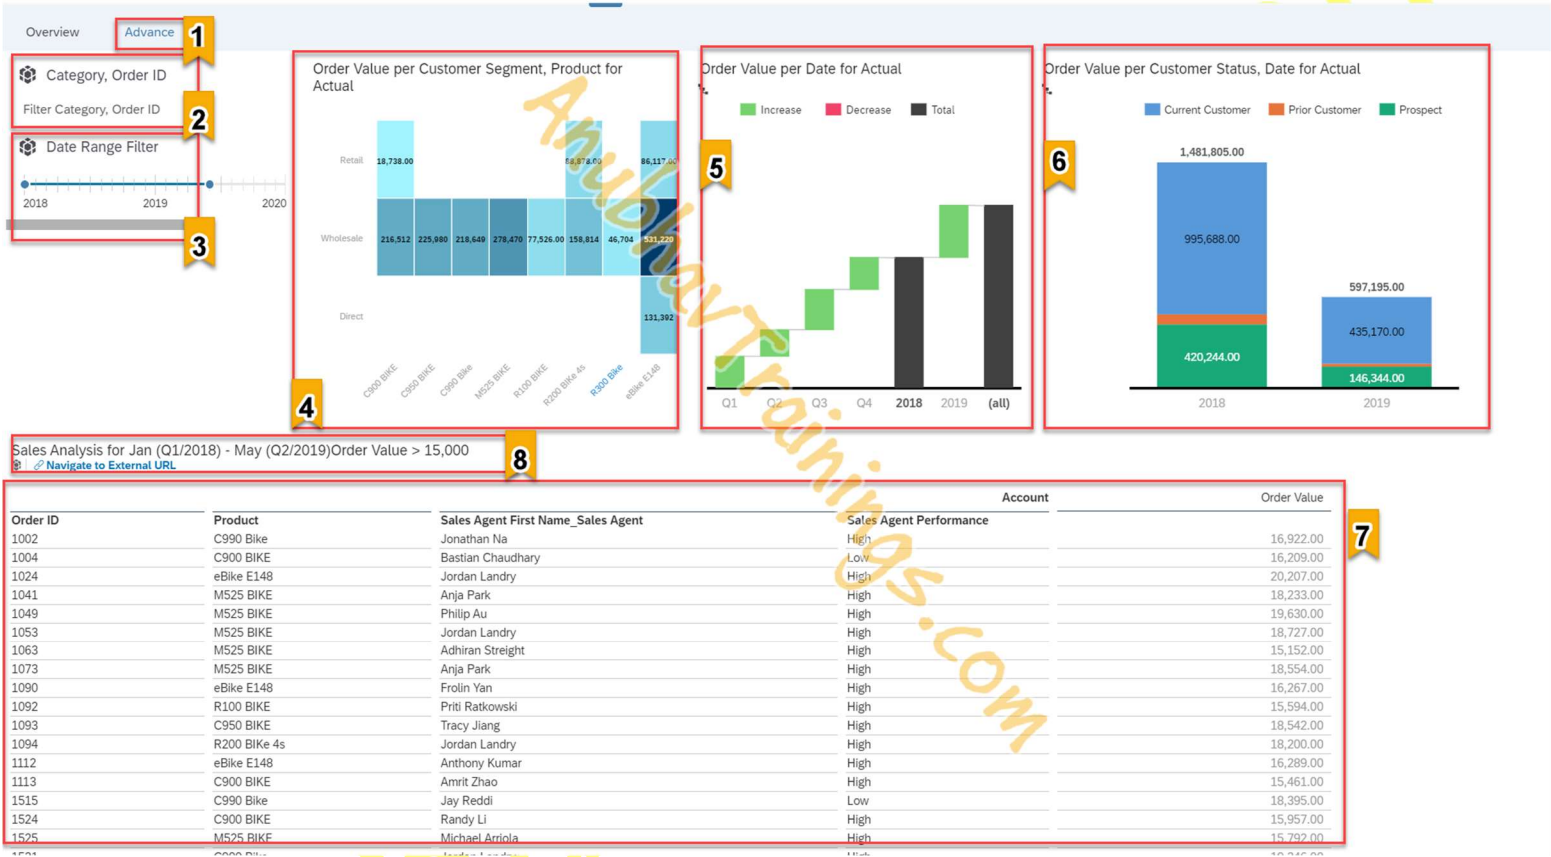 Overview
Advance
1
Category, Order ID
Filter Category, Order ID
2
Date Range Filter
2018 2019 2020
3
Order Value per Customer Segment, Product for
Actual
Retail 18,738.00 86,117.00
Wholesale 216,512 225,980 218,649 278,470 77,526.00 158,814 46,704 531,220
Direct 131,392
C900 BIKE C950 BIKE C990 Bike M525 BIKE R100 BIKE R200 BIKe 4s R300 Bike eBike E148
4
Order Value per Date for Actual
Increase Decrease Total
5
Q1 Q2 Q3 Q4 2018 2019 (all)
Order Value per Customer Status, Date for Actual
Current Customer Prior Customer Prospect
6
1,481,805.00
995,688.00
420,244.00
597,195.00
435,170.00
146,344.00
2018 2019
Sales Analysis for Jan (Q1/2018) - May (Q2/2019)Order Value > 15,000
Navigate to External URL
8
Account Order Value
Order ID Product Sales Agent First Name_Sales Agent Sales Agent Performance
7
1002 C990 Bike Jonathan Na High 16,922.00
1004 C900 BIKE Bastian Chaudhary Low 16,209.00
1024 eBike E148 Jordan Landry High 20,207.00
1041 M525 BIKE Anja Park High 18,233.00
1049 M525 BIKE Philip Au High 19,630.00
1053 M525 BIKE Jordan Landry High 18,727.00
1063 M525 BIKE Adhiran Streight High 15,152.00
1073 M525 BIKE Anja Park High 18,554.00
1090 eBike E148 Frolin Yan High 16,267.00
1092 R100 BIKE Priti Ratkowski High 15,594.00
1093 C950 BIKE Tracy Jiang High 18,542.00
1094 R200 BIKe 4s Jordan Landry High 18,200.00
1112 eBike E148 Anthony Kumar High 16,289.00
1113 C900 BIKE Amrit Zhao High 15,461.00
1515 C990 Bike Jay Reddi Low 18,395.00
1524 C900 BIKE Randy Li High 15,957.00
1525 M525 BIKE Michael Arriola High 15,792.00
AnubhavTrainings.com